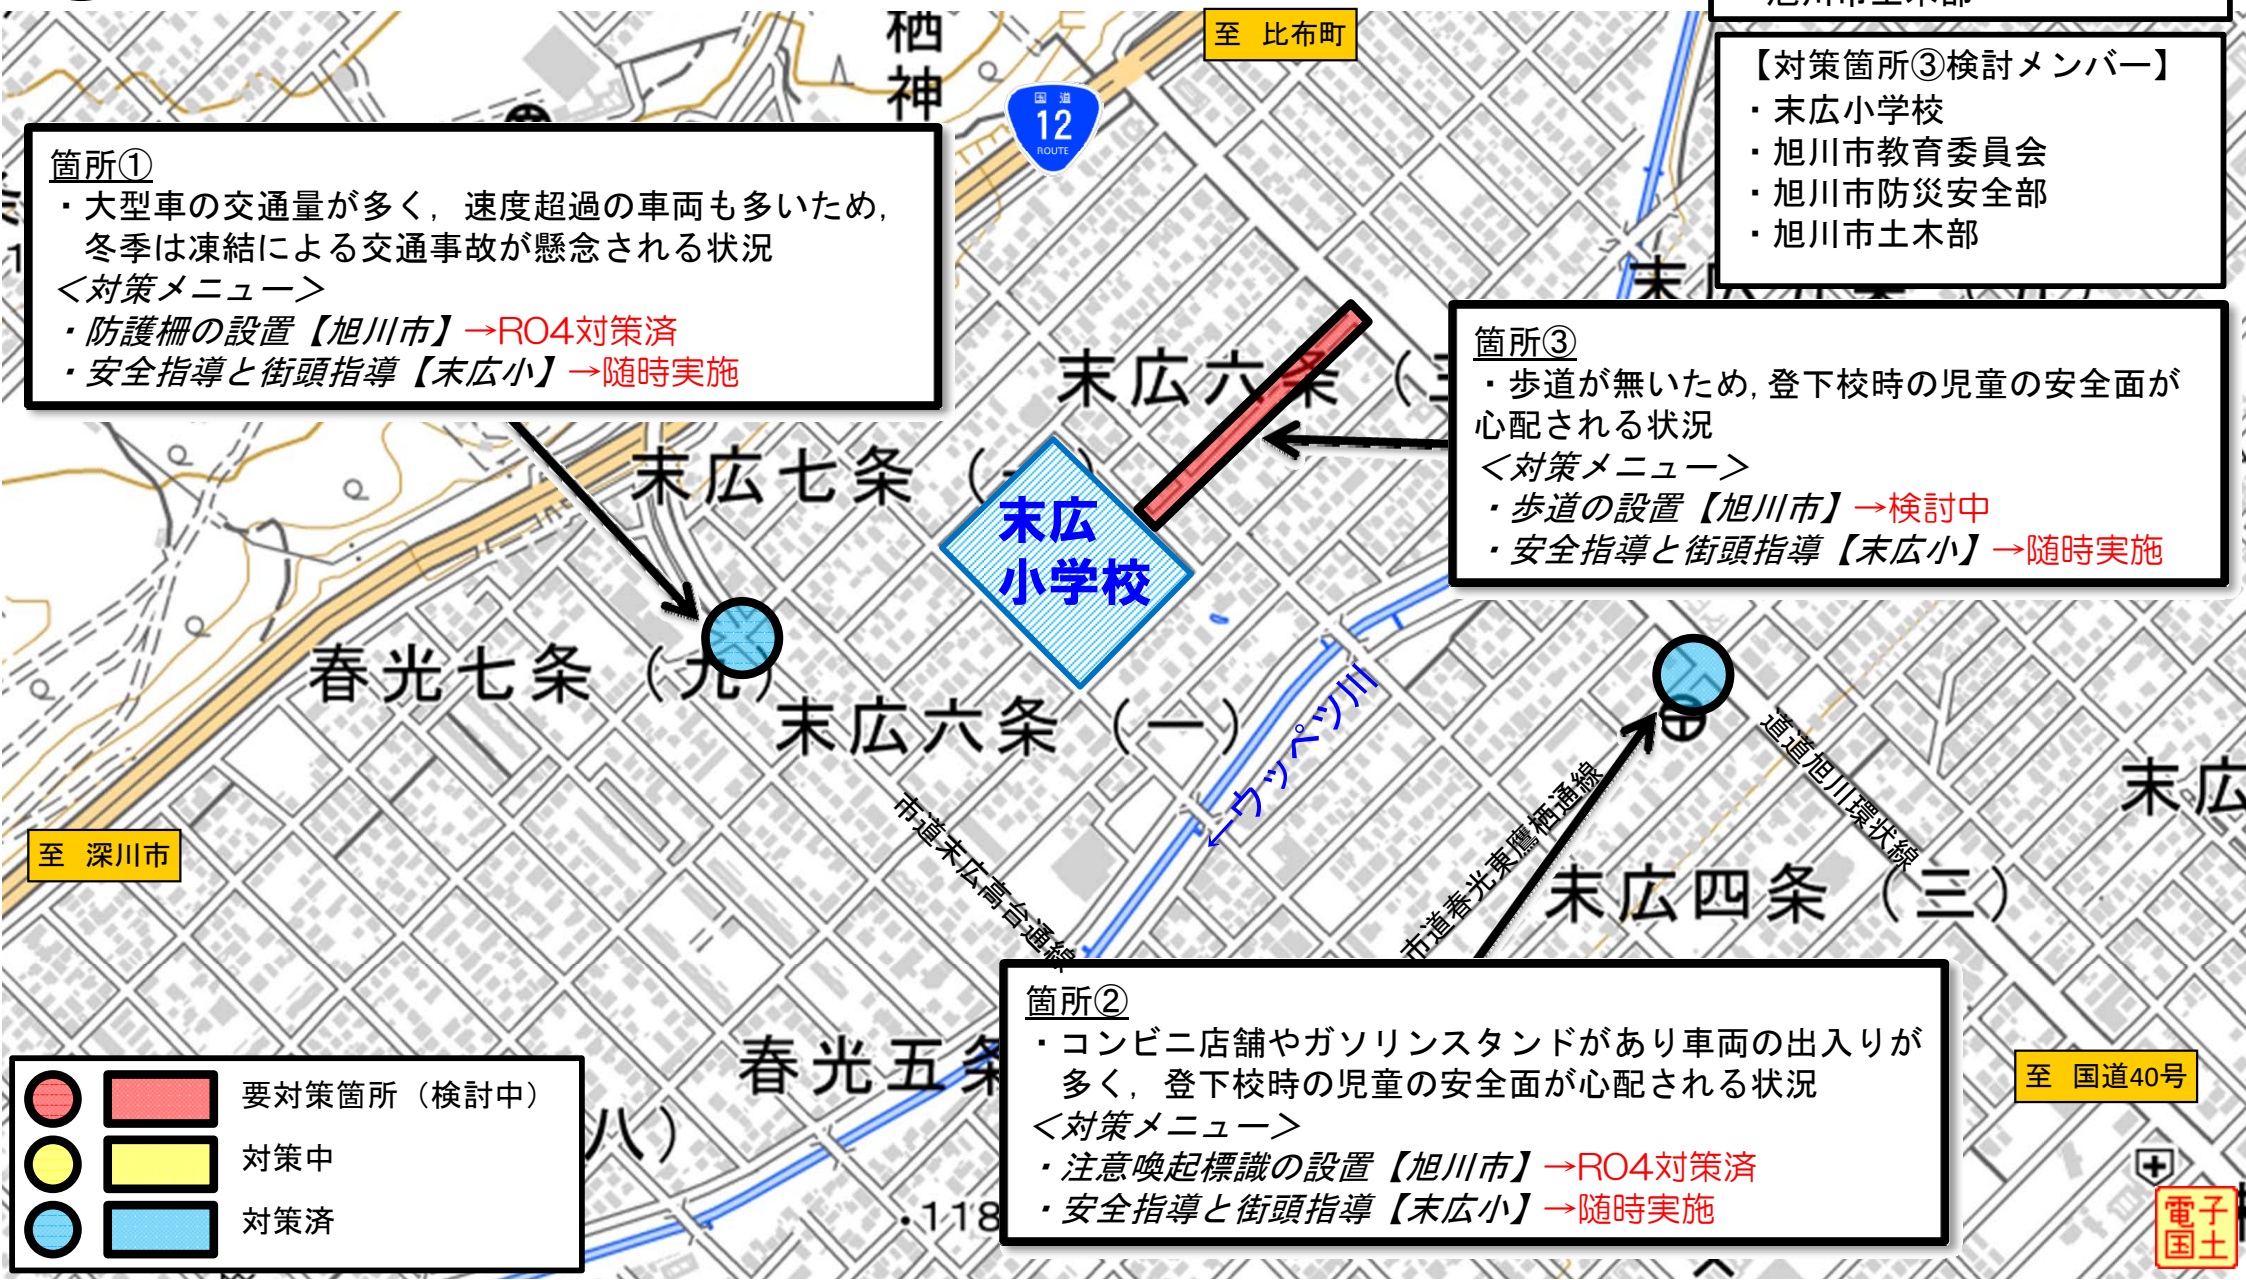 旭川市土木部
至 比布町
【対策箇所③検討メンバー】
・末広小学校
・旭川市教育委員会
・旭川市防災安全部
・旭川市土木部
栖
神
国道
12
ROUTE
箇所①
・大型車の交通量が多く，速度超過の車両も多いため，
冬季は凍結による交通事故が懸念される状況
＜対策メニュー＞
・防護柵の設置【旭川市】→R04対策済
・安全指導と街頭指導【末広小】→随時実施
箇所③
・歩道が無いため，登下校時の児童の安全面が
心配される状況
＜対策メニュー＞
・歩道の設置【旭川市】→検討中
・安全指導と街頭指導【末広小】→随時実施
末広六条（三
末広七条（
末広
小学校
春光七条（九）
末広六条（一）
←ウッペツ川
道道旭川環状線
市道春光東鷹栖通線
市道末広高台通線
末広
至 深川市
末広四条（三）
箇所②
・コンビニ店舗やガソリンスタンドがあり車両の出入りが
多く，登下校時の児童の安全面が心配される状況
＜対策メニュー＞
・注意喚起標識の設置【旭川市】→R04対策済
・安全指導と街頭指導【末広小】→随時実施
春光五条
八）
・118
至 国道40号
要対策箇所（検討中）
対策中
対策済
電子
国土